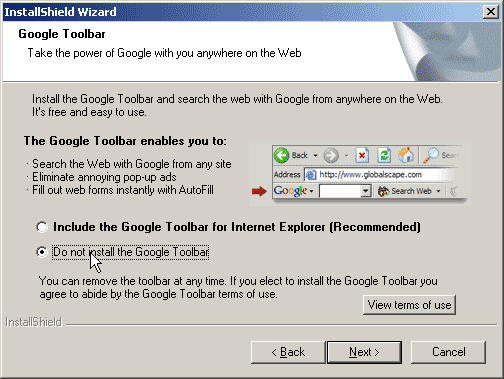 InstallShield Wizard
Google Toolbar
Take the power of Google with you anywhere on the Web
Install the Google Toolbar and search the web with Google from anywhere on the Web.
It's free and easy to use.
The Google Toolbar enables you to:
· Search the Web with Google from any site
· Eliminate annoying pop-up ads
· Fill out web forms instantly with AutoFill
Back
Address http://www.globalscape.com
Google Search Web
Include the Google Toolbar for Internet Explorer (Recommended)
Do not install the Google Toolbar
You can remove the toolbar at any time. If you elect to install the Google Toolbar you
agree to abide by the Google Toolbar terms of use.
View terms of use
InstallShield
< Back Next > Cancel